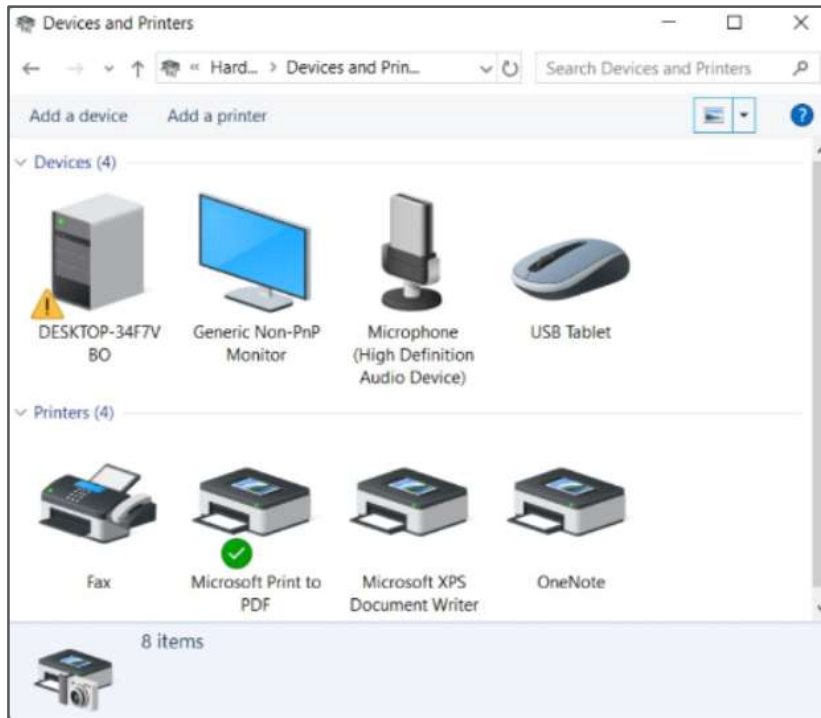 Devices and Printers
« Hard... > Devices and Prin...
Search Devices and Printers
Add a device
Add a printer
?
Devices (4)
DESKTOP-34F7V
BO
Generic Non-PnP
Monitor
Microphone
(High Definition
Audio Device)
USB Tablet
Printers (4)
Fax
Microsoft Print to
PDF
Microsoft XPS
Document Writer
OneNote
8 items